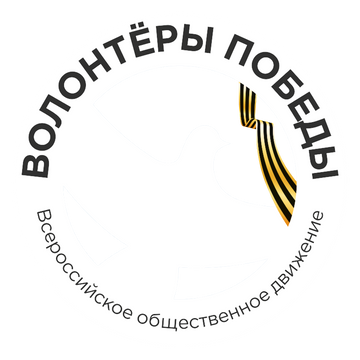 ВОЛОНТЁРЫ ПОБЕДЫ
Всероссийское общественное движение